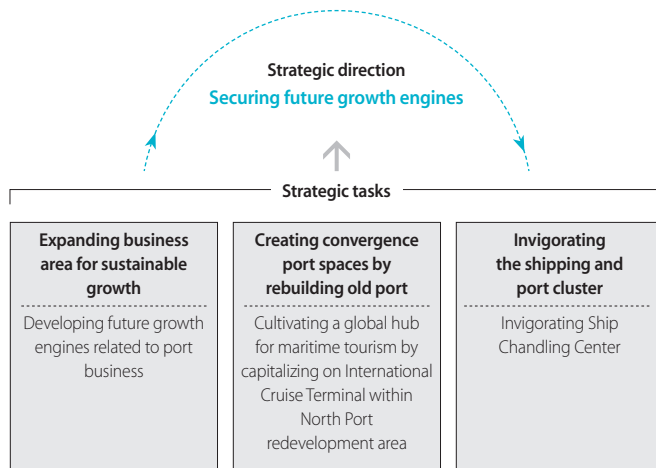 Strategic direction
Securing future growth engines
Strategic tasks
Expanding business
area for sustainable
growth
Developing future growth
engines related to port
business
Creating convergence
port spaces by
rebuilding old port
Cultivating a global hub
for maritime tourism by
capitalizing on International
Cruise Terminal within
North Port
redevelopment area
Invigorating
the shipping and
port cluster
Invigorating Ship
Chandling Center